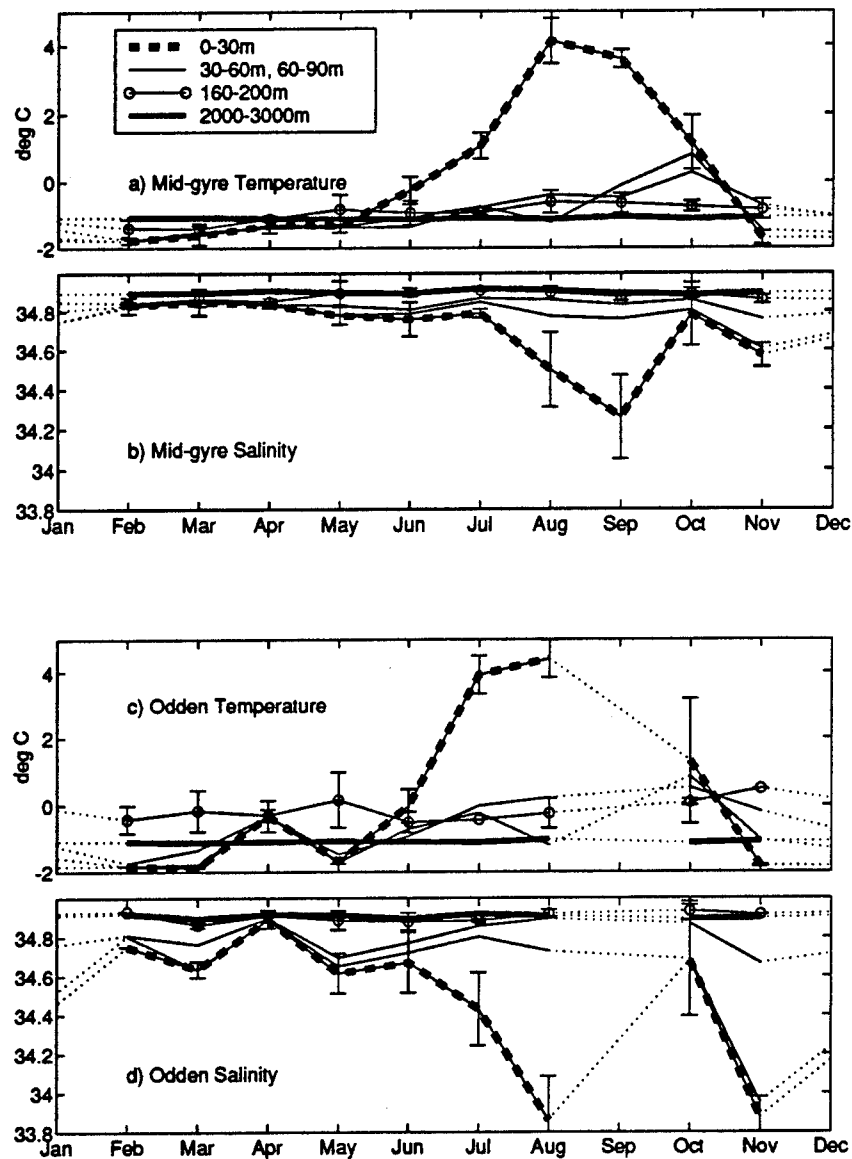 4
2
0
-2
deg C
0-30m
30-60m, 60-90m
160-200m
2000-3000m
a) Mid-gyre Temperature
34.8
34.6
34.4
34.2
34
33.8
b) Mid-gyre Salinity
Jan Feb Mar Apr May Jun Jul Aug Sep Oct Nov Dec
4
2
0
-2
deg C
c) Odden Temperature
34.8
34.6
34.4
34.2
34
33.8
d) Odden Salinity
Jan Feb Mar Apr May Jun Jul Aug Sep Oct Nov Dec